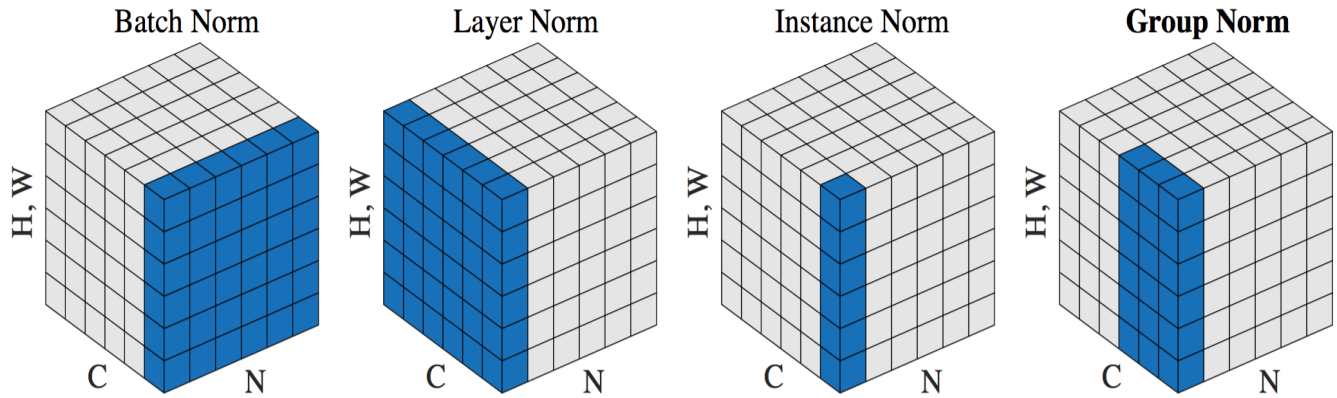 Batch Norm
Layer Norm
Instance Norm
Group Norm
H, W
C
N
H, W
C
N
H, W
C
N
H, W
C
N